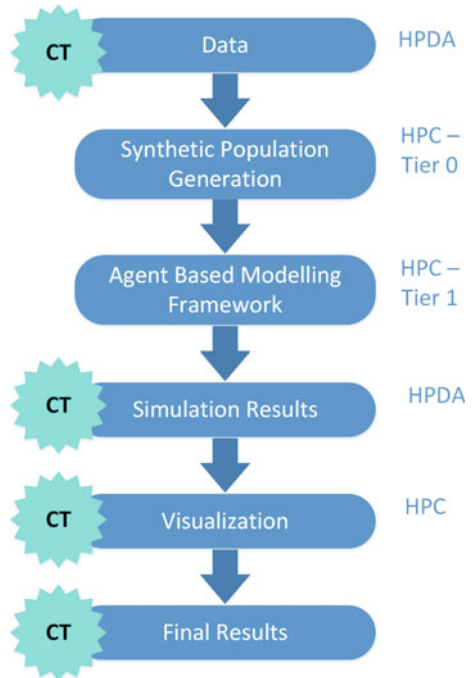 CT
Data
HPDA
Synthetic Population
Generation
HPC –
Tier 0
Agent Based Modelling
Framework
HPC –
Tier 1
CT
Simulation Results
HPDA
CT
Visualization
HPC
CT
Final Results